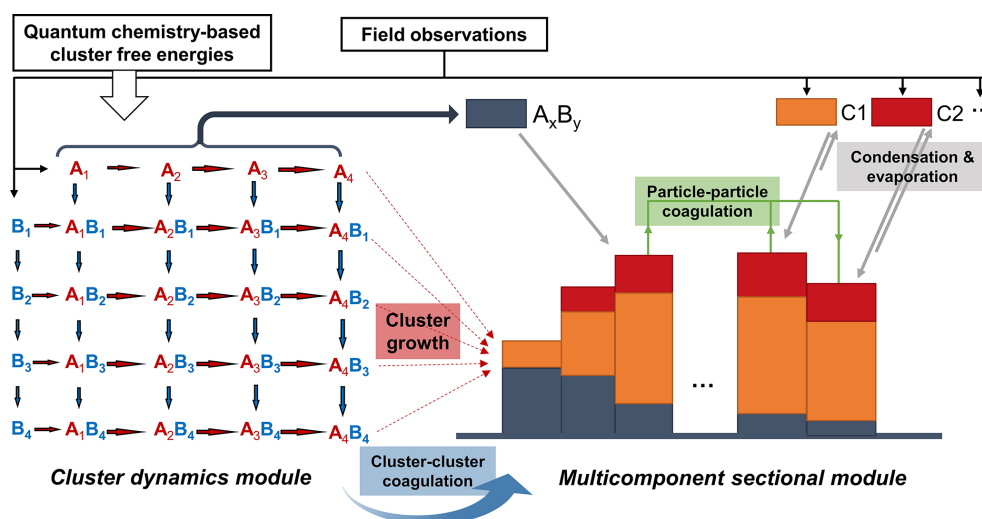 Quantum chemistry-based
cluster free energies
Field observations
AₓBᵧ
C1
C2
...
Condensation &
evaporation
Particle-particle
coagulation
A₁ A₂ A₃ A₄
B₁ A₁B₁ A₂B₁ A₃B₁ A₄B₁
B₂ A₁B₂ A₂B₂ A₃B₂ A₄B₂
Cluster
growth
B₃ A₁B₃ A₂B₃ A₃B₃ A₄B₃
...
B₄ A₁B₄ A₂B₄ A₃B₄ A₄B₄
Cluster dynamics module
Cluster-cluster
coagulation
Multicomponent sectional module